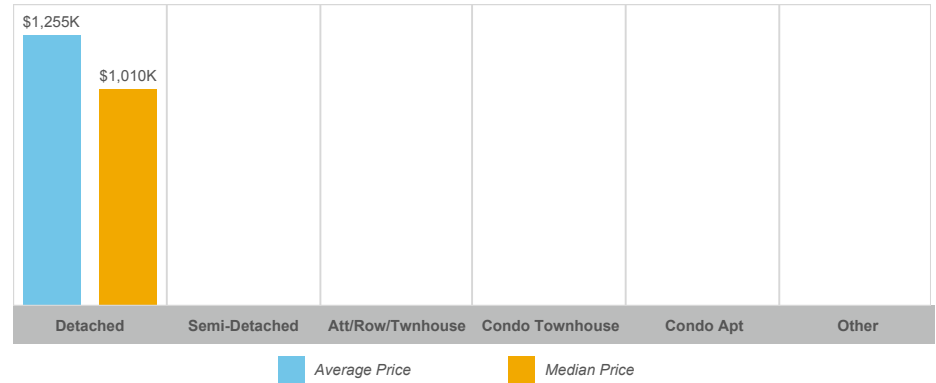 $1,255K
$1,010K
Detached Semi-Detached Att/Row/Twnhouse Condo Townhouse Condo Apt Other
Average Price Median Price